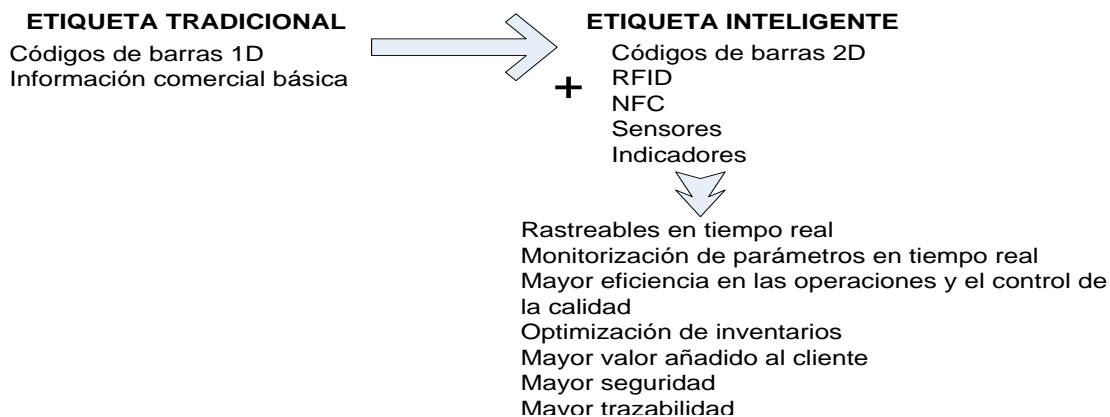 ETIQUETA TRADICIONAL
Códigos de barras 1D
Información comercial básica
ETIQUETA INTELIGENTE
+
Códigos de barras 2D
RFID
NFC
Sensores
Indicadores
Rastreables en tiempo real
Monitorización de parámetros en tiempo real
Mayor eficiencia en las operaciones y el control de
la calidad
Optimización de inventarios
Mayor valor añadido al cliente
Mayor seguridad
Mayor trazabilidad